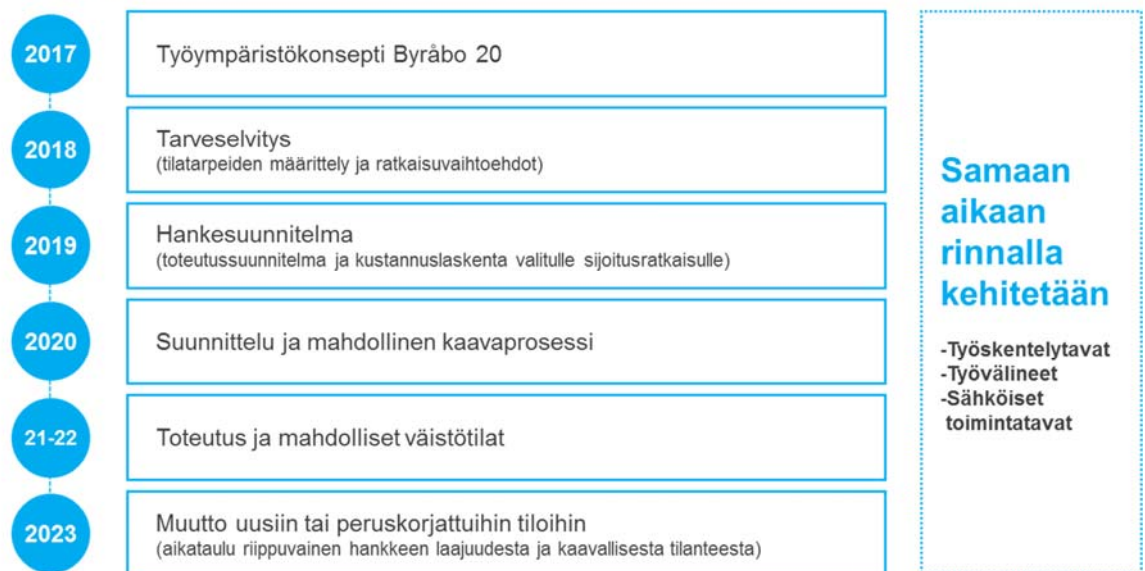 2017
Työympäristökonsepti Byråbo 20
2018
Tarveselvitys
(tilatarpeiden määrittely ja ratkaisuvaihtoehdot)
2019
Hankesuunnitelma
(toteutussuunnitelma ja kustannuslaskenta valitulle sijoitusratkaisulle)
2020
Suunnittelu ja mahdollinen kaavaprosessi
21-22
Toteutus ja mahdolliset väistötilat
2023
Muutto uusiin tai peruskorjattuihin tiloihin
(aikataulu riippuvainen hankkeen laajuudesta ja kaavallisesta tilanteesta)
Samaan
aikaan
rinnalla
kehitetään
-Työskentelytavat
-Työvälineet
-Sähköiset
toimintatavat